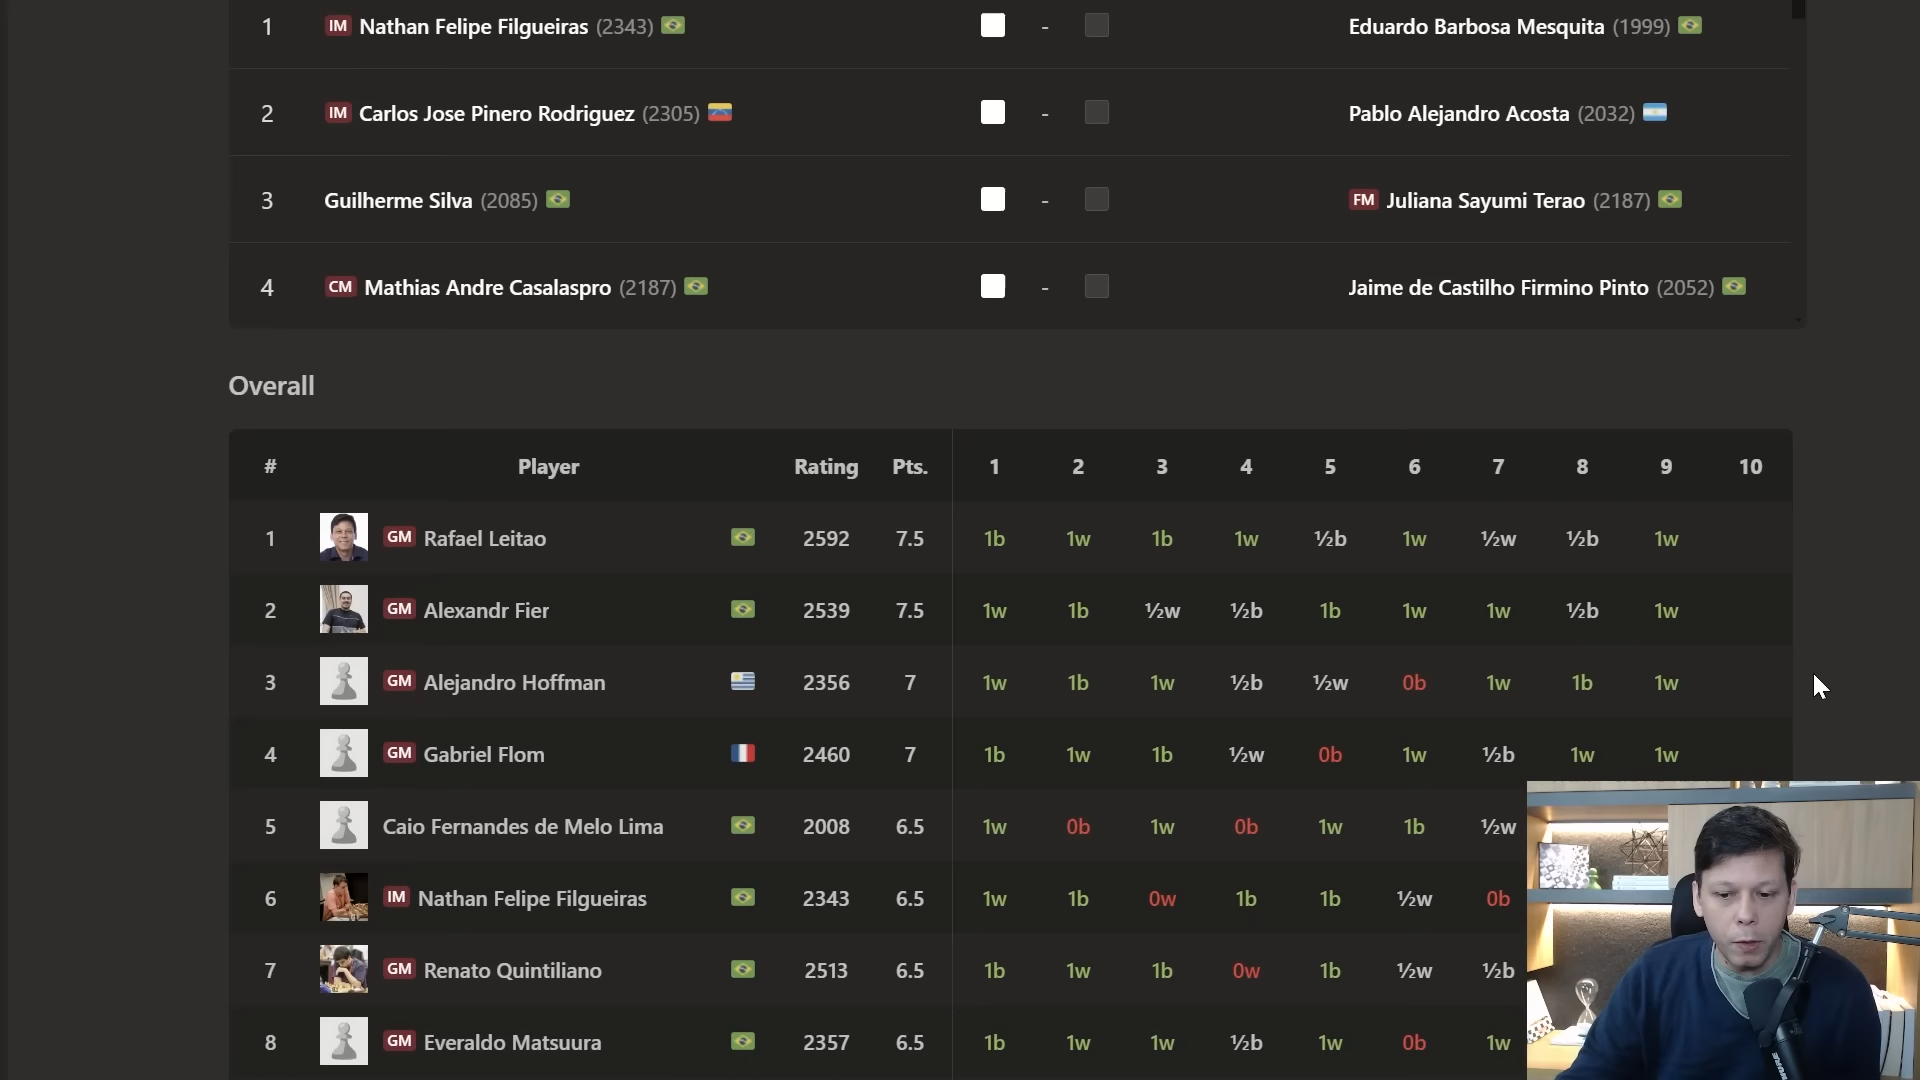 1 IM Nathan Felipe Filgueiras (2343) - Eduardo Barbosa Mesquita (1999)
2 IM Carlos Jose Pinero Rodriguez (2305) - Pablo Alejandro Acosta (2032)
3 Guilherme Silva (2085) - FM Juliana Sayumi Terao (2187)
4 CM Mathias Andre Casalaspro (2187) - Jaime de Castilho Firmino Pinto (2052)
Overall
# Player Rating Pts. 1 2 3 4 5 6 7 8 9 10
1 GM Rafael Leitao 2592 7.5 1b 1w 1b 1w ½b 1w ½w ½b 1w
2 GM Alexandr Fier 2539 7.5 1w 1b ½w ½b 1b 1w 1w ½b 1w
3 GM Alejandro Hoffman 2356 7 1w 1b 1w ½b ½w 0b 1w 1b 1w
4 GM Gabriel Flom 2460 7 1b 1w 1b ½w 0b 1w ½b 1w 1w
5 Caio Fernandes de Melo Lima 2008 6.5 1w 0b 1w 0b 1w 1b ½w
6 IM Nathan Felipe Filgueiras 2343 6.5 1w 1b 0w 1b 1b ½w 0b
7 GM Renato Quintiliano 2513 6.5 1b 1w 1b 0w 1b ½w ½b
8 GM Everaldo Matsuura 2357 6.5 1b 1w 1w ½b 1w 0b 1w
SHURE